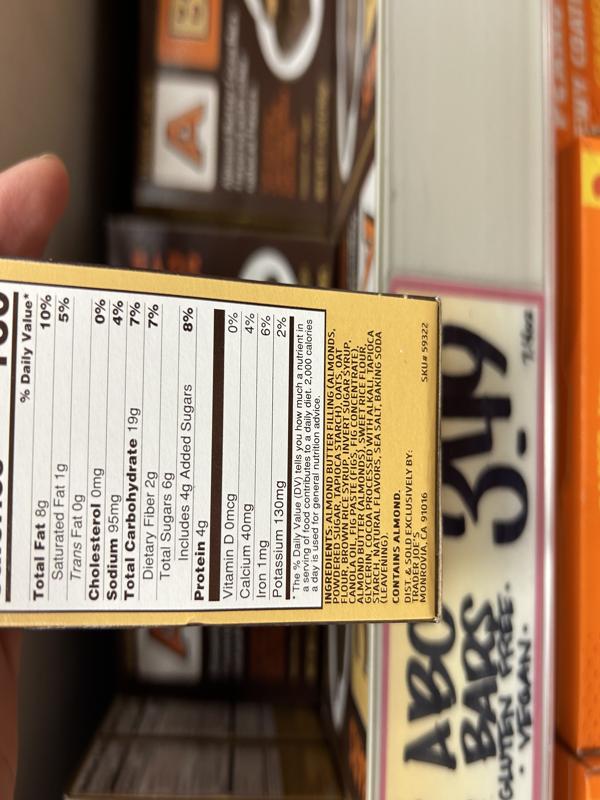 % Daily Value*
Total Fat 8g 10%
Saturated Fat 1g 5%
Trans Fat 0g
Cholesterol 0mg 0%
Sodium 95mg 4%
Total Carbohydrate 19g 7%
Dietary Fiber 2g 7%
Total Sugars 6g
Includes 4g Added Sugars 8%
Protein 4g
Vitamin D 0mcg 0%
Calcium 40mg 4%
Iron 1mg 6%
Potassium 130mg 2%
* The % Daily Value (DV) tells you how much a nutrient in
a serving of food contributes to a daily diet. 2,000 calories
a day is used for general nutrition advice.
INGREDIENTS: ALMOND BUTTER FILLING (ALMONDS,
POWDERED SUGAR, TAPIOCA STARCH), OATS, OAT
FLOUR, BROWN RICE SYRUP, INVERT SUGAR SYRUP,
CANOLA OIL, FIG PASTE (FIGS, FIG CONCENTRATE),
ALMOND BUTTER (ALMONDS), SWEET RICE FLOUR,
GLYCERIN, COCOA PROCESSED WITH ALKALI, TAPIOCA
STARCH, NATURAL FLAVORS, SEA SALT, BAKING SODA
(LEAVENING).
CONTAINS ALMOND.
DIST. & SOLD EXCLUSIVELY BY:
TRADER JOE'S
MONROVIA, CA 91016
SKU# 59322
ABC
BARS
GLUTEN FREE.
• VEGAN •
3.49
A
B
A